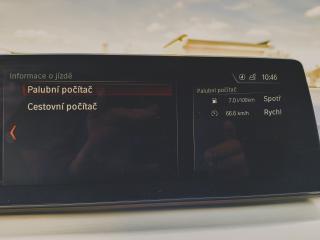 Informace o jízdě
10:46
Palubní počítač
Cestovní počítač
Palubní počítač
7.0 l/100km Spotř
66.6 km/h Rychl